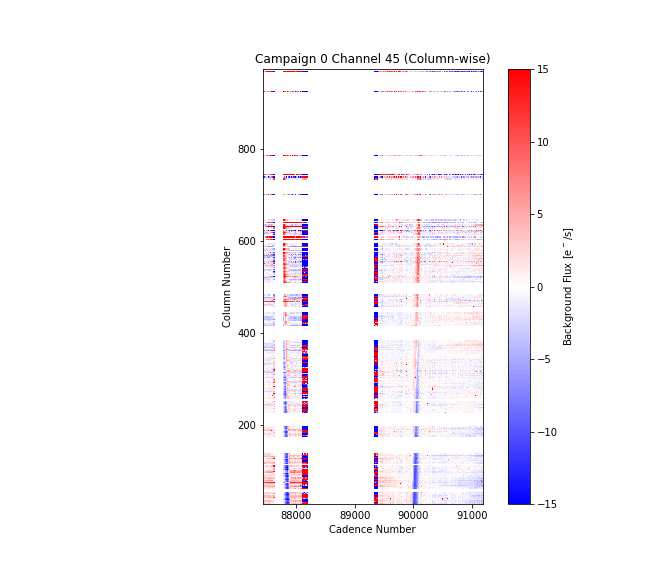 Campaign 0 Channel 45 (Column-wise)
Column Number
800
600
400
200
88000 89000 90000 91000
Cadence Number
15
10
5
0
−5
−10
−15
Background Flux [e⁻/s]